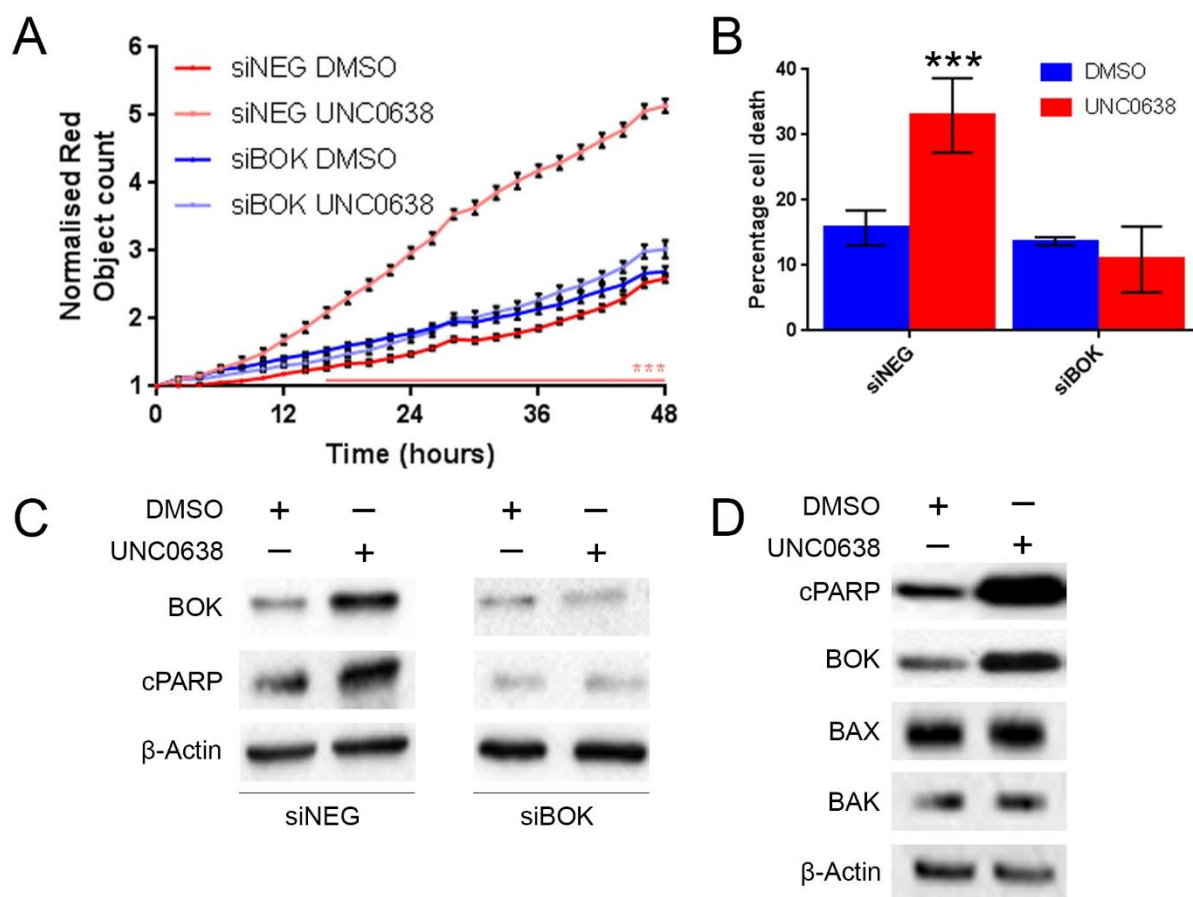 A
Normalised Red
Object count
6
5
4
3
2
1
siNEG DMSO
siNEG UNC0638
siBOK DMSO
siBOK UNC0638
***
0 12 24 36 48
Time (hours)
B
Percentage cell death
40
30
20
10
0
***
DMSO
UNC0638
siNEG siBOK
C
DMSO + − + −
UNC0638 − + − +
BOK
cPARP
β-Actin
siNEG siBOK
D
DMSO + −
UNC0638 − +
cPARP
BOK
BAX
BAK
β-Actin